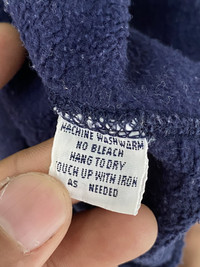 MACHINE WASH WARM
NO BLEACH
HANG TO DRY
TOUCH UP WITH IRON
AS NEEDED